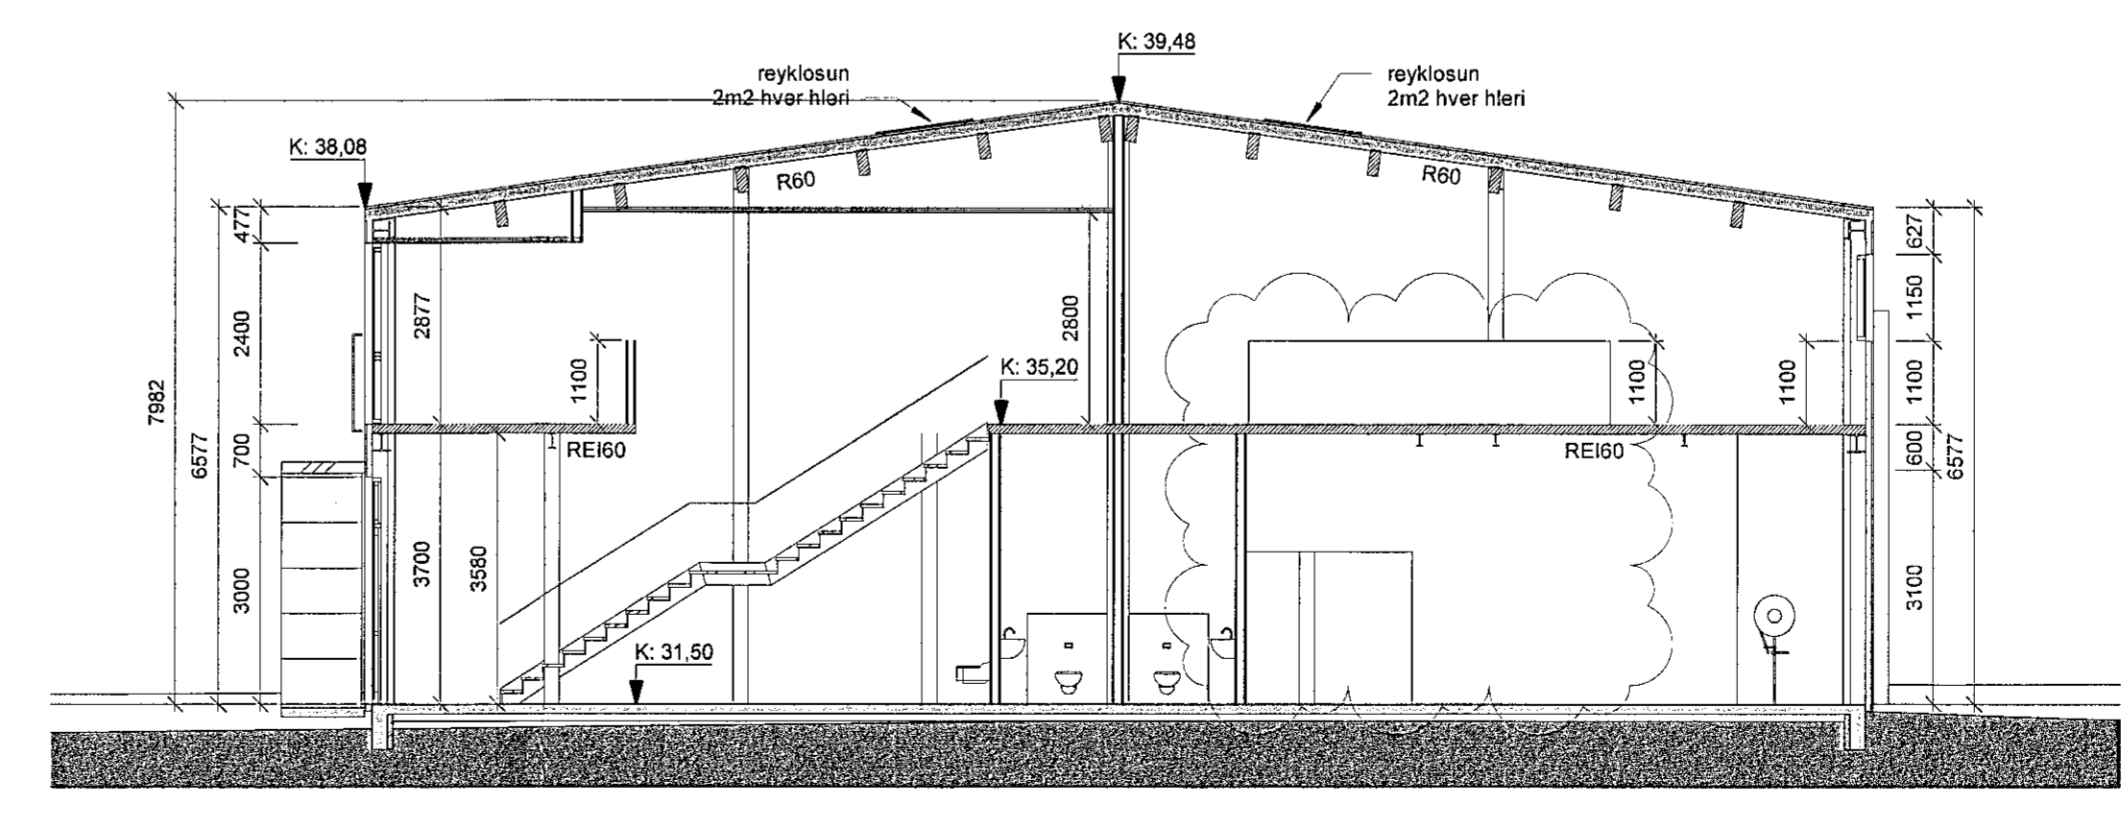 K: 39,48
reyklosun
2m2 hver hleri
reyklosun
2m2 hver hleri
K: 38,08
R60
R60
477
627
2877
2800
1150
2400
1100
K: 35,20
1100
1100
1100
7982
6577
700
REI60
REI60
600
6577
3000
3700
3580
3100
K: 31,50